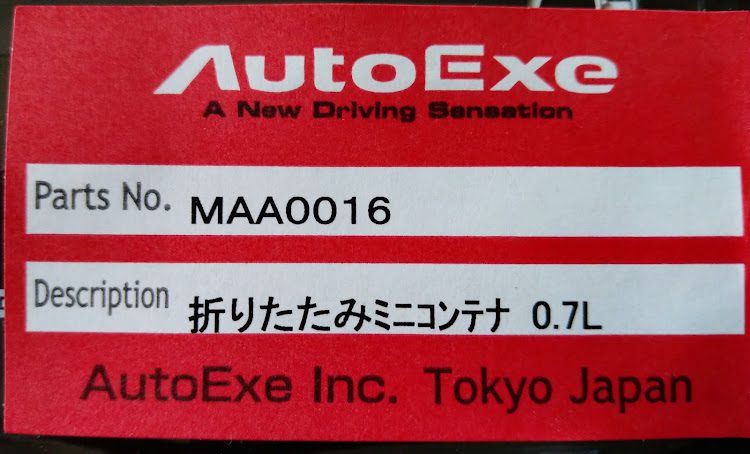 AutoExe
A New Driving Sensation
Parts No. MAA0016
Description 折りたたみﾐﾆｺﾝﾃﾅ 0.7L
AutoExe Inc. Tokyo Japan